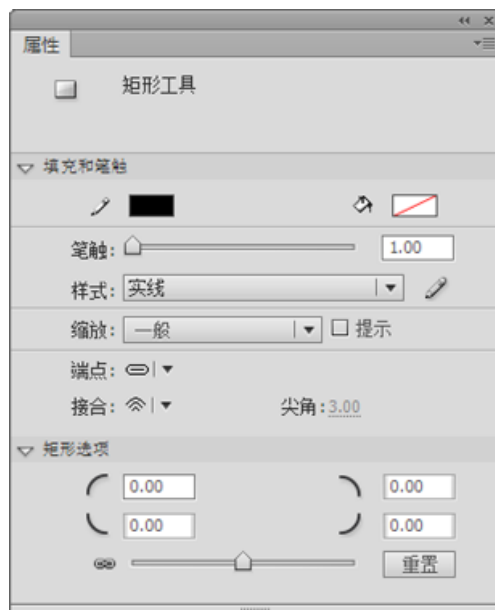 属性
矩形工具
填充和笔触
笔触: 1.00
样式: 实线
缩放: 一般 提示
端点:
接合: 尖角:3.00
矩形选项
0.00 0.00
0.00 0.00
重置